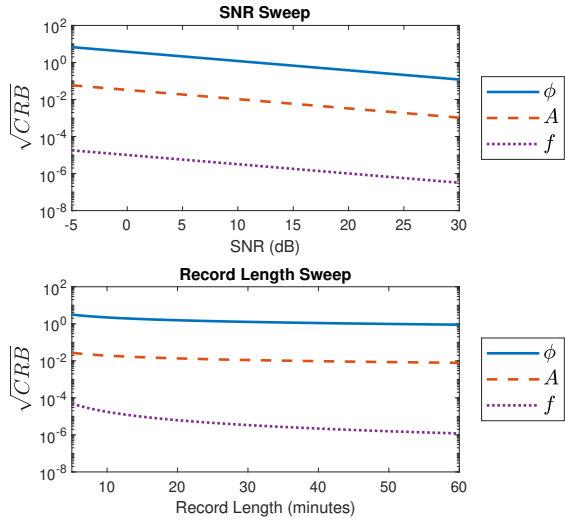 SNR Sweep
10^2
10^0
10^-2
10^-4
10^-6
10^-8
√CRB
-5 0 5 10 15 20 25 30
SNR (dB)
ϕ
A
f
Record Length Sweep
10^2
10^0
10^-2
10^-4
10^-6
10^-8
√CRB
10 20 30 40 50 60
Record Length (minutes)
ϕ
A
f